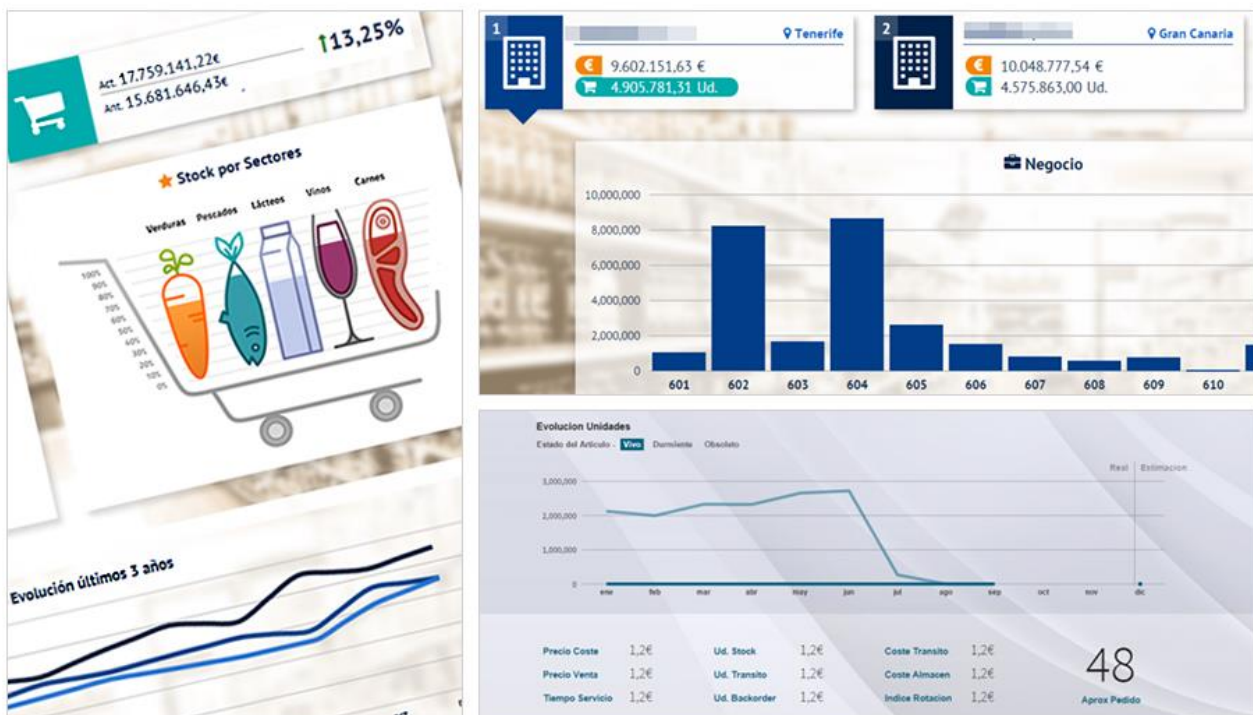 Act. 17.759.141,22€
Ant. 15.681.646,43€
13,25%
Stock por Sectores
Verduras Pescados Lácteos Vinos Carnes
100%
90%
80%
70%
60%
50%
40%
30%
20%
10%
0%
Evolución últimos 3 años
1
Tenerife
9.602.151,63 €
4.905.781,31 Ud.
2
Gran Canaria
10.048.777,54 €
4.575.863,00 Ud.
Negocio
10,000,000
8,000,000
6,000,000
4,000,000
2,000,000
0
601 602 603 604 605 606 607 608 609 610
Evolucion Unidades
Estado del Articulo - Vivo Durmiente Obsoleto
Real Estimacion
3,000,000
2,000,000
1,000,000
0
ene feb mar abr may jun jul ago sep oct nov dic
Precio Coste 1,2€ Ud. Stock 1,2€ Coste Transito 1,2€
Precio Venta 1,2€ Ud. Transito 1,2€ Coste Almacen 1,2€
Tiempo Servicio 1,2€ Ud. Backorder 1,2€ Indice Rotacion 1,2€
48
Aprox Pedido